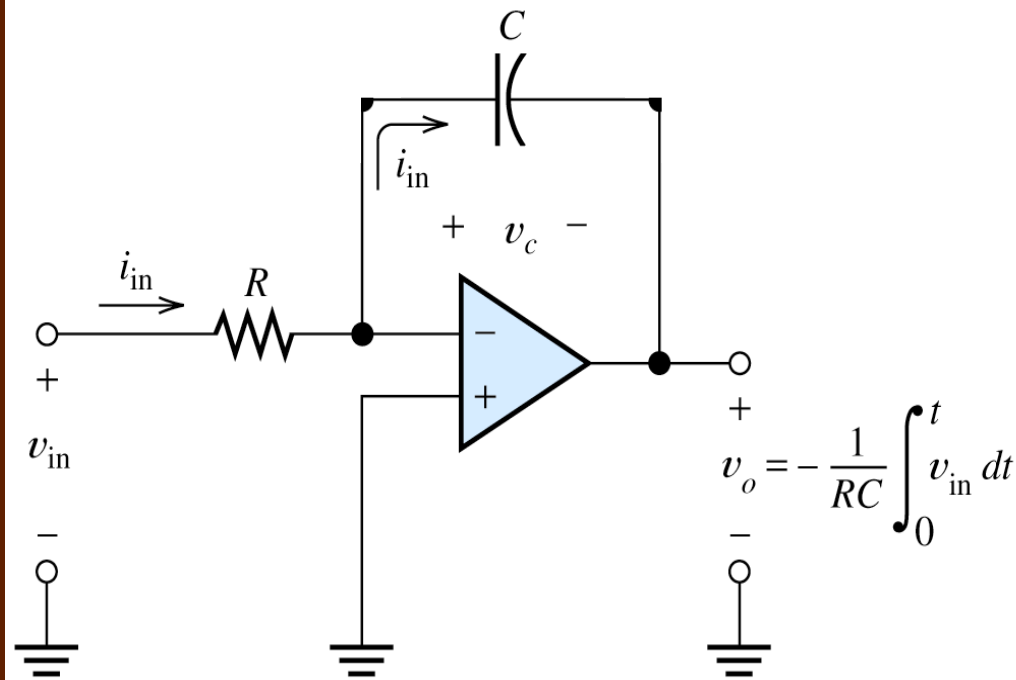 C
i_in
+ v_c −
i_in
R
−
+
+
v_in
−
+
v_o = − 1/RC ∫_0^t v_in dt
−